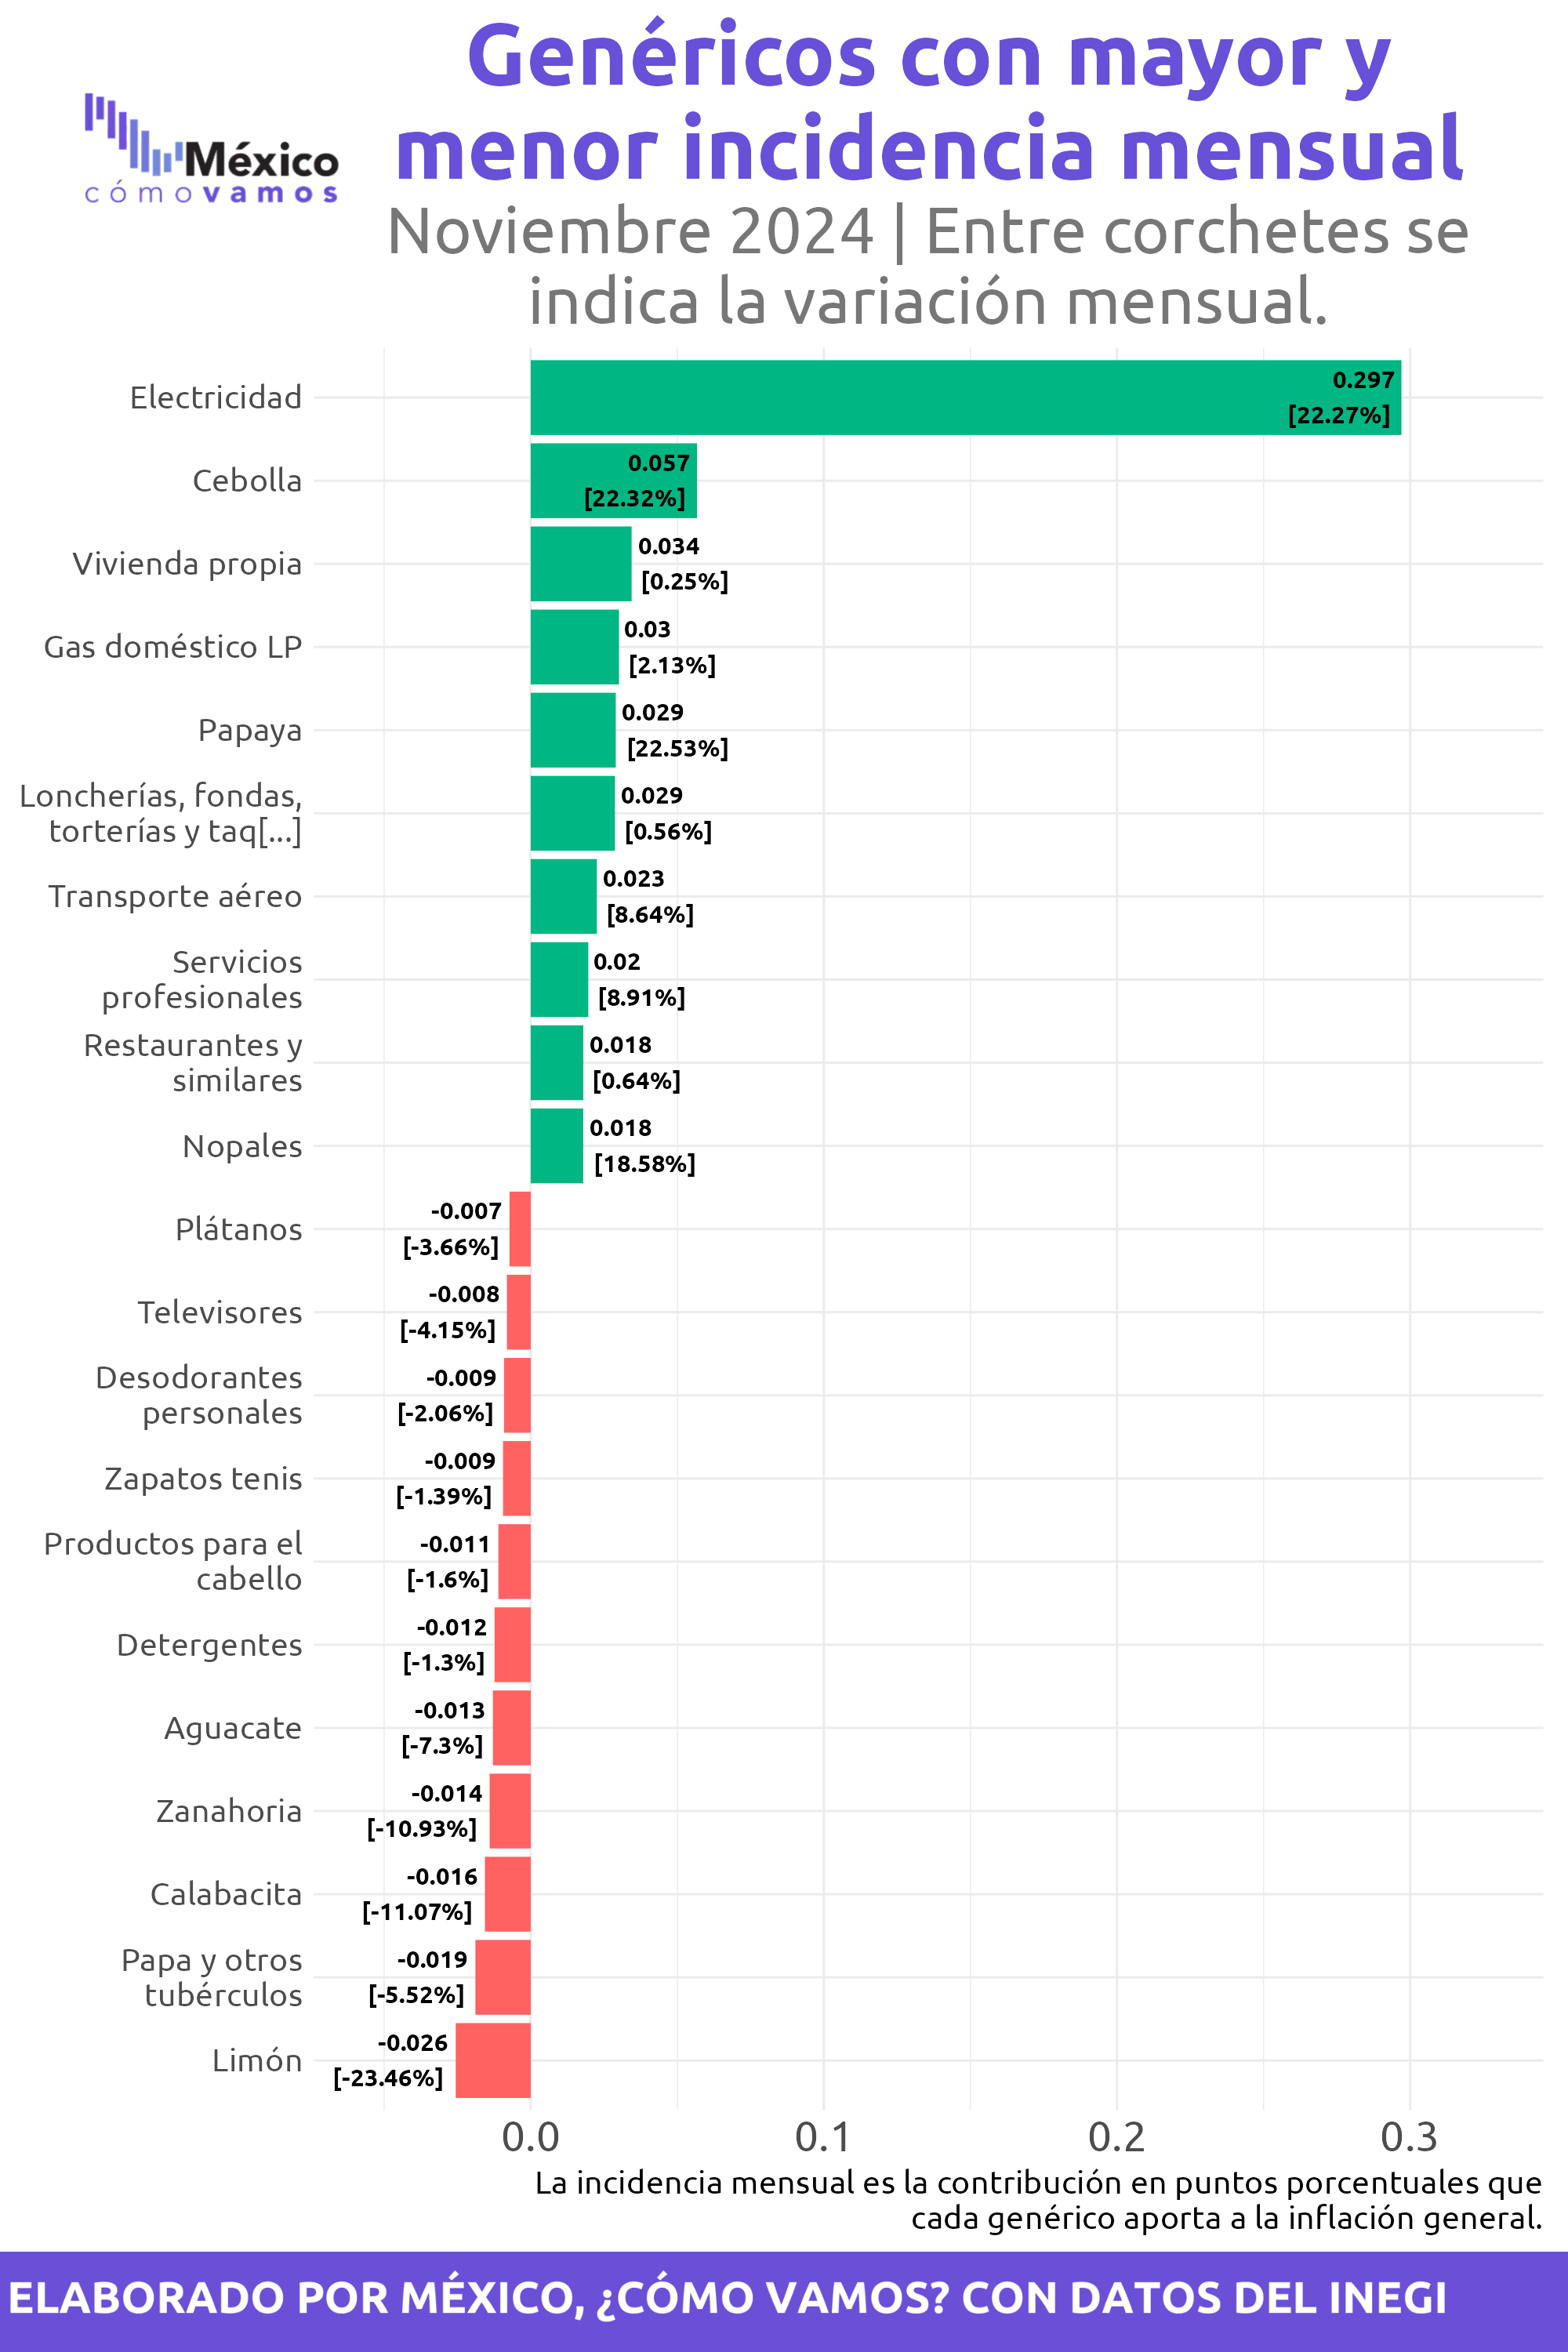 Genéricos con mayor y
menor incidencia mensual
México
cómovamos
Noviembre 2024 | Entre corchetes se
indica la variación mensual.
Electricidad
0.297
[22.27%]
Cebolla
0.057
[22.32%]
Vivienda propia
0.034
[0.25%]
Gas doméstico LP
0.03
[2.13%]
Papaya
0.029
[22.53%]
Loncherías, fondas,
torterías y taq[...]
0.029
[0.56%]
Transporte aéreo
0.023
[8.64%]
Servicios
profesionales
0.02
[8.91%]
Restaurantes y
similares
0.018
[0.64%]
Nopales
0.018
[18.58%]
Plátanos
-0.007
[-3.66%]
Televisores
-0.008
[-4.15%]
Desodorantes
personales
-0.009
[-2.06%]
Zapatos tenis
-0.009
[-1.39%]
Productos para el
cabello
-0.011
[-1.6%]
Detergentes
-0.012
[-1.3%]
Aguacate
-0.013
[-7.3%]
Zanahoria
-0.014
[-10.93%]
Calabacita
-0.016
[-11.07%]
Papa y otros
tubérculos
-0.019
[-5.52%]
Limón
-0.026
[-23.46%]
0.0 0.1 0.2 0.3
La incidencia mensual es la contribución en puntos porcentuales que
cada genérico aporta a la inflación general.
ELABORADO POR MÉXICO, ¿CÓMO VAMOS? CON DATOS DEL INEGI